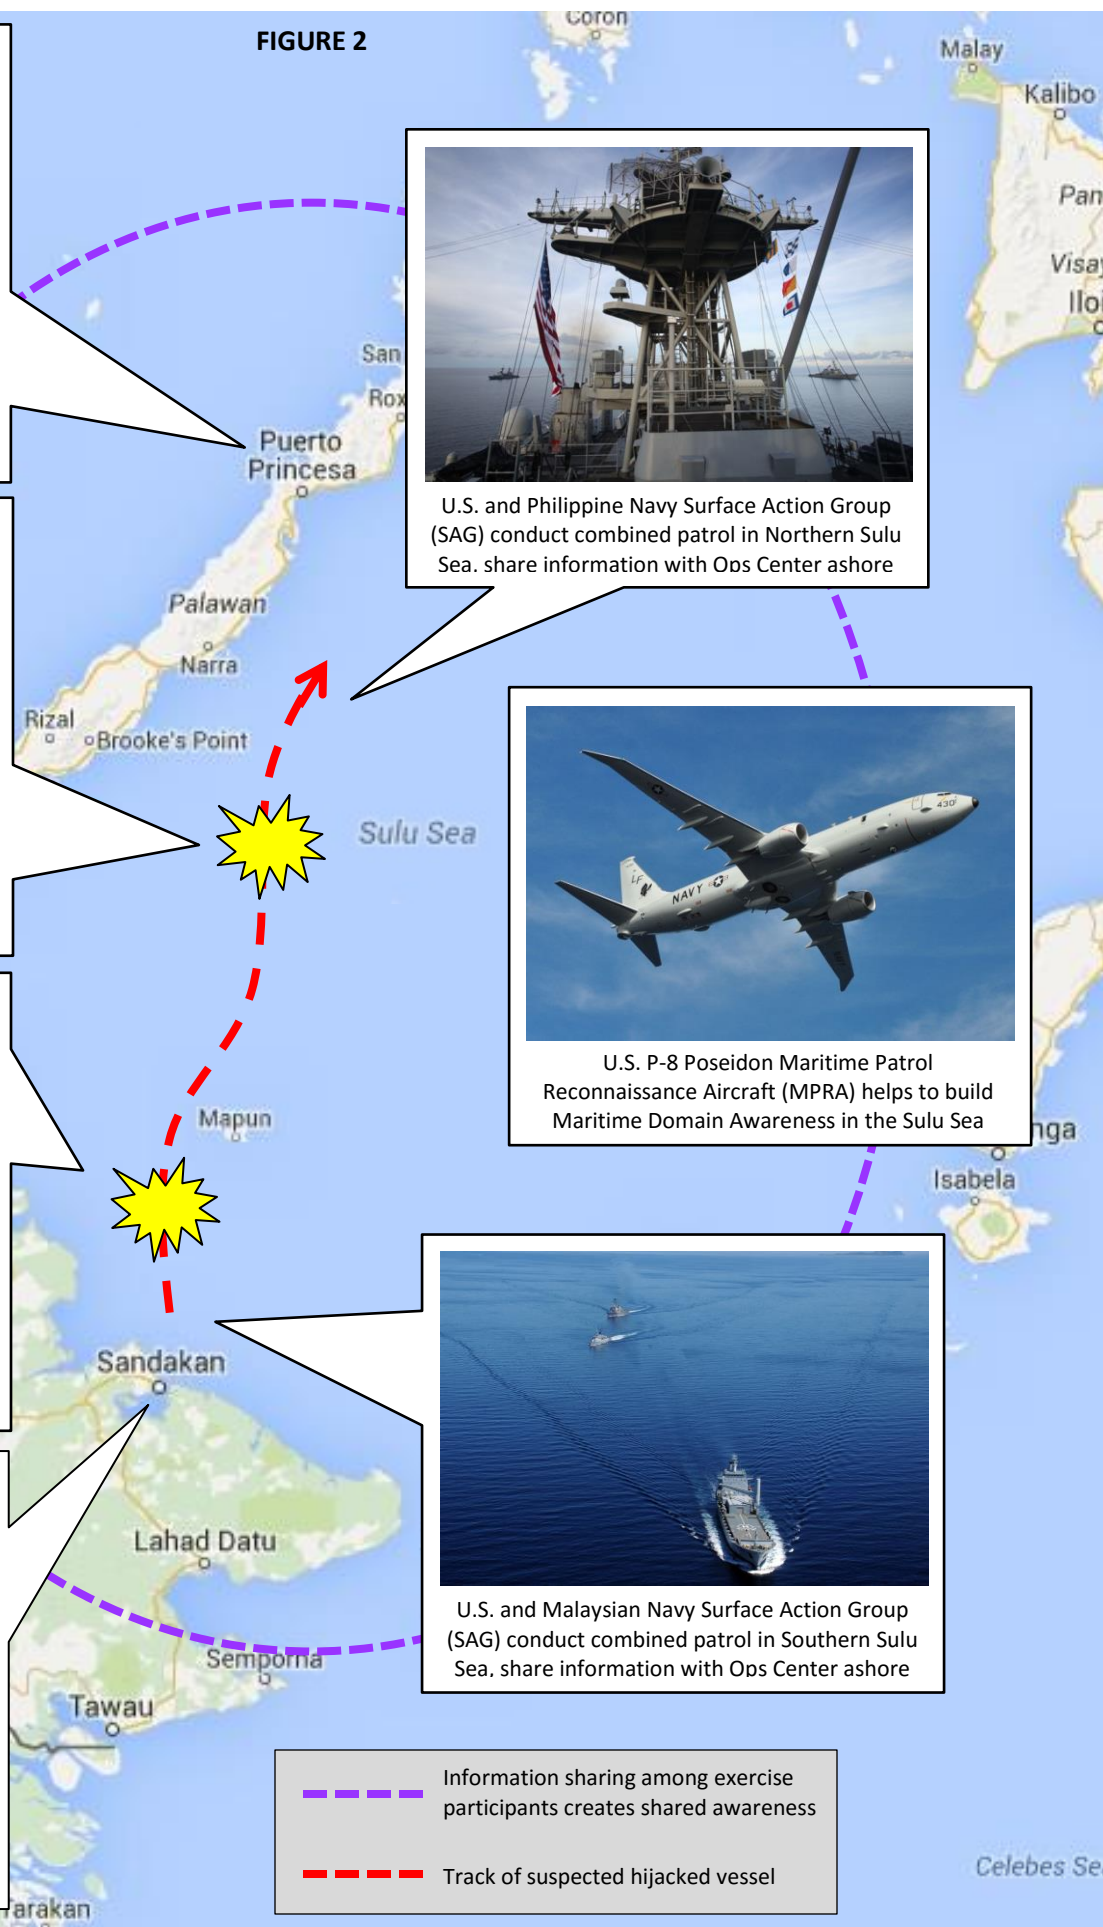 FIGURE 2
Coron
Malay
Kalibo
Pan
Visay
Iloi
San
Rox
Puerto
Princesa
U.S. and Philippine Navy Surface Action Group
(SAG) conduct combined patrol in Northern Sulu
Sea, share information with Ops Center ashore
Palawan
Narra
Rizal
Brooke's Point
Sulu Sea
430
LF
NAVY
U.S. P-8 Poseidon Maritime Patrol
Reconnaissance Aircraft (MPRA) helps to build
Maritime Domain Awareness in the Sulu Sea
Mapun
nga
Isabela
Sandakan
Lahad Datu
U.S. and Malaysian Navy Surface Action Group
(SAG) conduct combined patrol in Southern Sulu
Sea, share information with Ops Center ashore
Semporna
Tawau
Information sharing among exercise
participants creates shared awareness
Track of suspected hijacked vessel
Celebes Sea
Tarakan